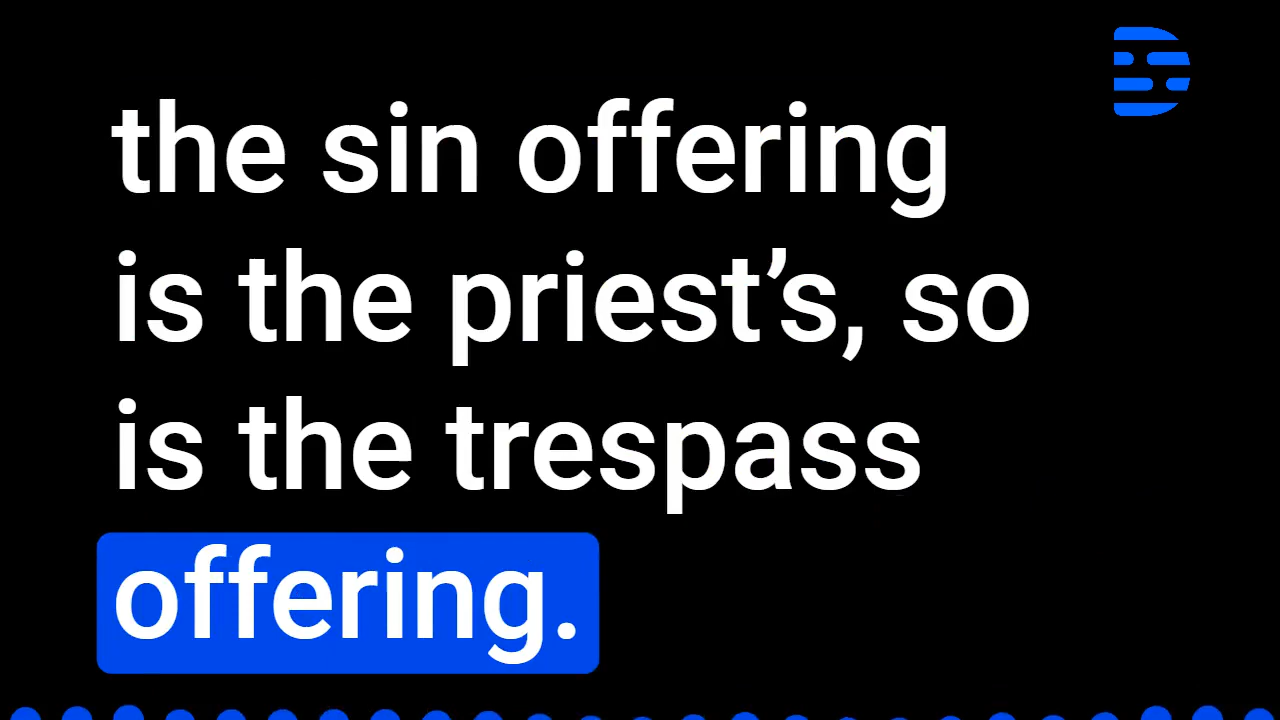 the sin offering
is the priest’s, so
is the trespass
offering.